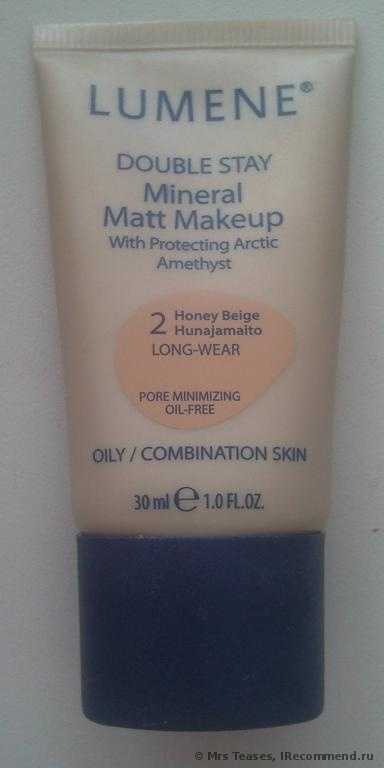 LUMENE®
DOUBLE STAY
Mineral
Matt Makeup
With Protecting Arctic
Amethyst
2 Honey Beige
Hunajamaito
LONG-WEAR
PORE MINIMIZING
OIL-FREE
OILY / COMBINATION SKIN
30 ml ℮ 1.0 FL.OZ.
© Mrs Teases, IRecommend.ru